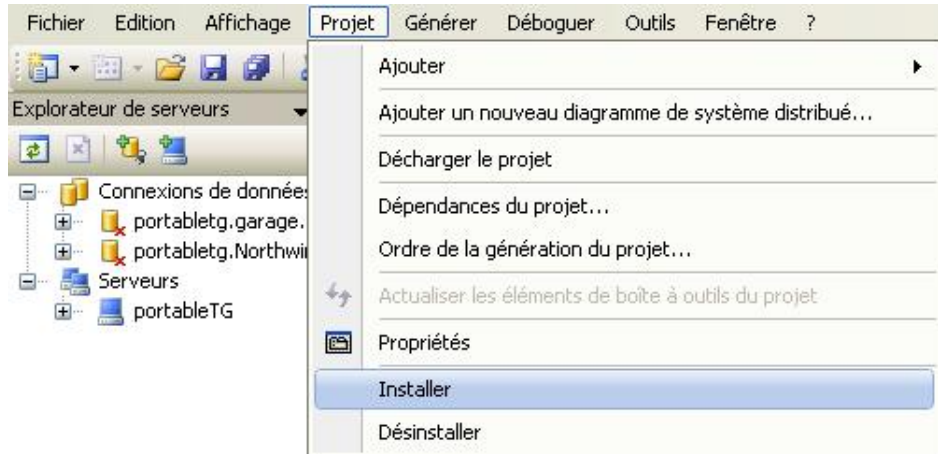 Fichier Edition Affichage Projet Générer Déboguer Outils Fenêtre ?
Explorateur de serveurs
Connexions de données
portabletg.garage.
portabletg.Northwi
Serveurs
portableTG
Ajouter
Ajouter un nouveau diagramme de système distribué...
Décharger le projet
Dépendances du projet...
Ordre de la génération du projet...
Actualiser les éléments de boîte à outils du projet
Propriétés
Installer
Désinstaller